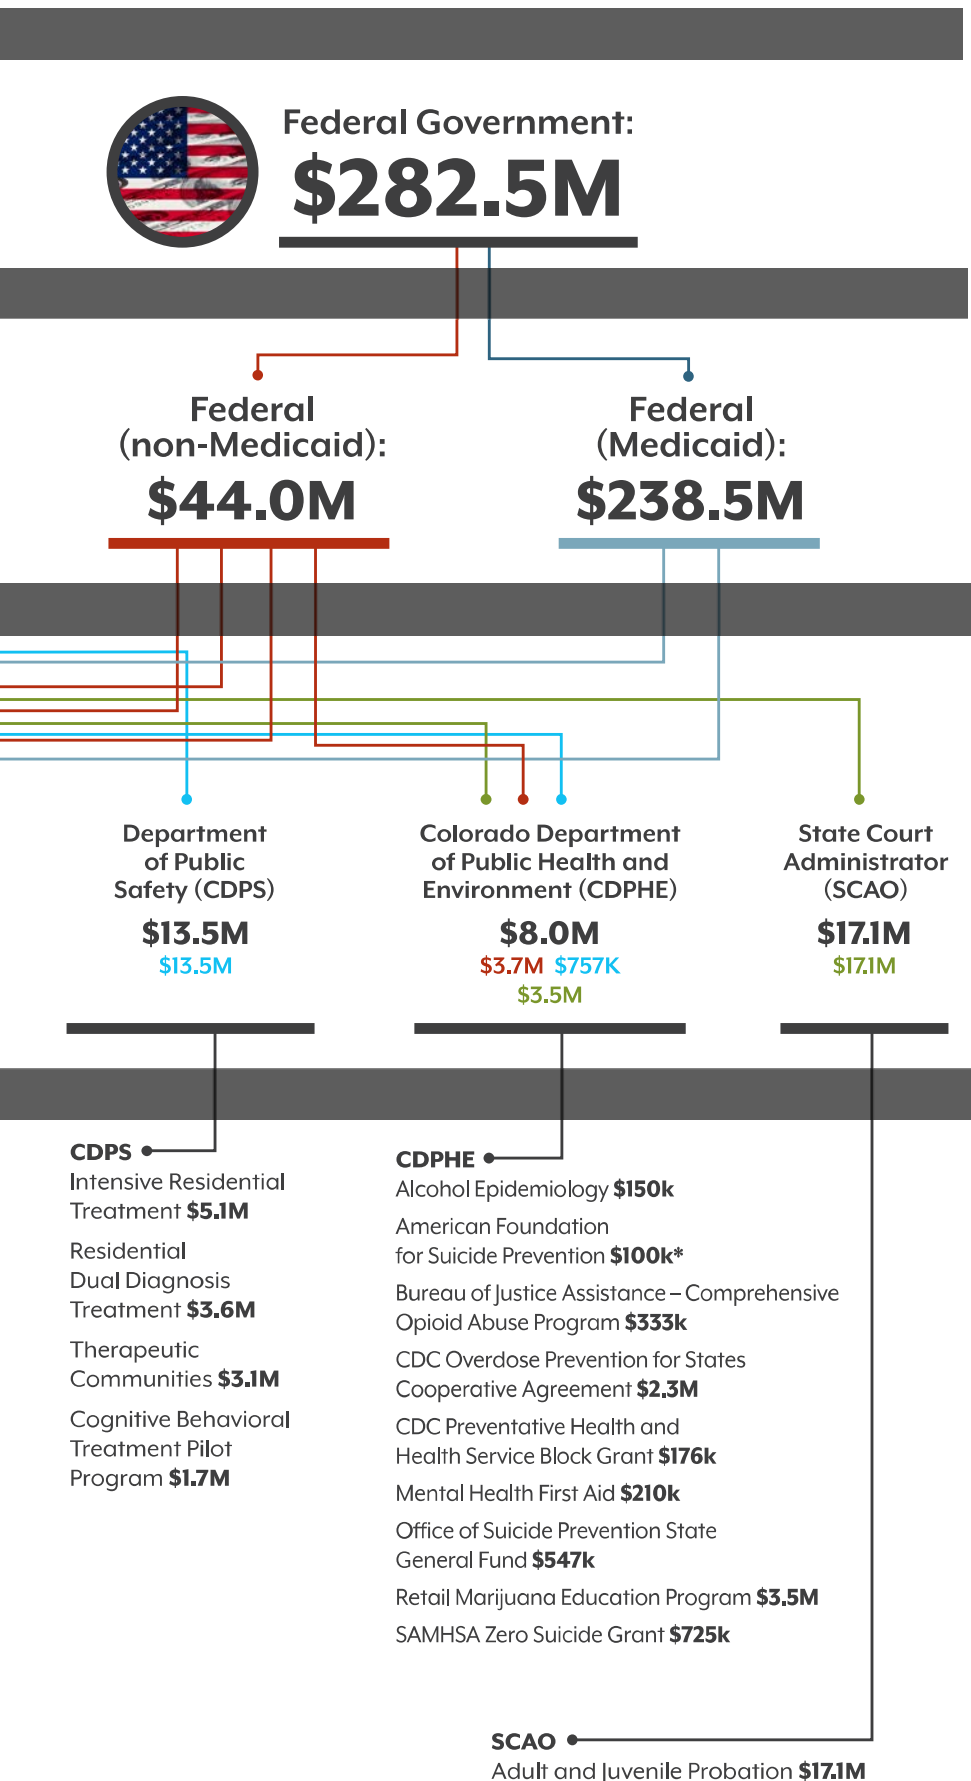 Federal Government:
$282.5M
Federal
(non-Medicaid):
$44.0M
Federal
(Medicaid):
$238.5M
Department
of Public
Safety (CDPS)
$13.5M
$13.5M
Colorado Department
of Public Health and
Environment (CDPHE)
$8.0M
$3.7M $757K
$3.5M
State Court
Administrator
(SCAO)
$17.1M
$17.1M
CDPS
Intensive Residential
Treatment $5.1M
Residential
Dual Diagnosis
Treatment $3.6M
Therapeutic
Communities $3.1M
Cognitive Behavioral
Treatment Pilot
Program $1.7M
CDPHE
Alcohol Epidemiology $150k
American Foundation
for Suicide Prevention $100k*
Bureau of Justice Assistance – Comprehensive
Opioid Abuse Program $333k
CDC Overdose Prevention for States
Cooperative Agreement $2.3M
CDC Preventative Health and
Health Service Block Grant $176k
Mental Health First Aid $210k
Office of Suicide Prevention State
General Fund $547k
Retail Marijuana Education Program $3.5M
SAMHSA Zero Suicide Grant $725k
SCAO
Adult and Juvenile Probation $17.1M